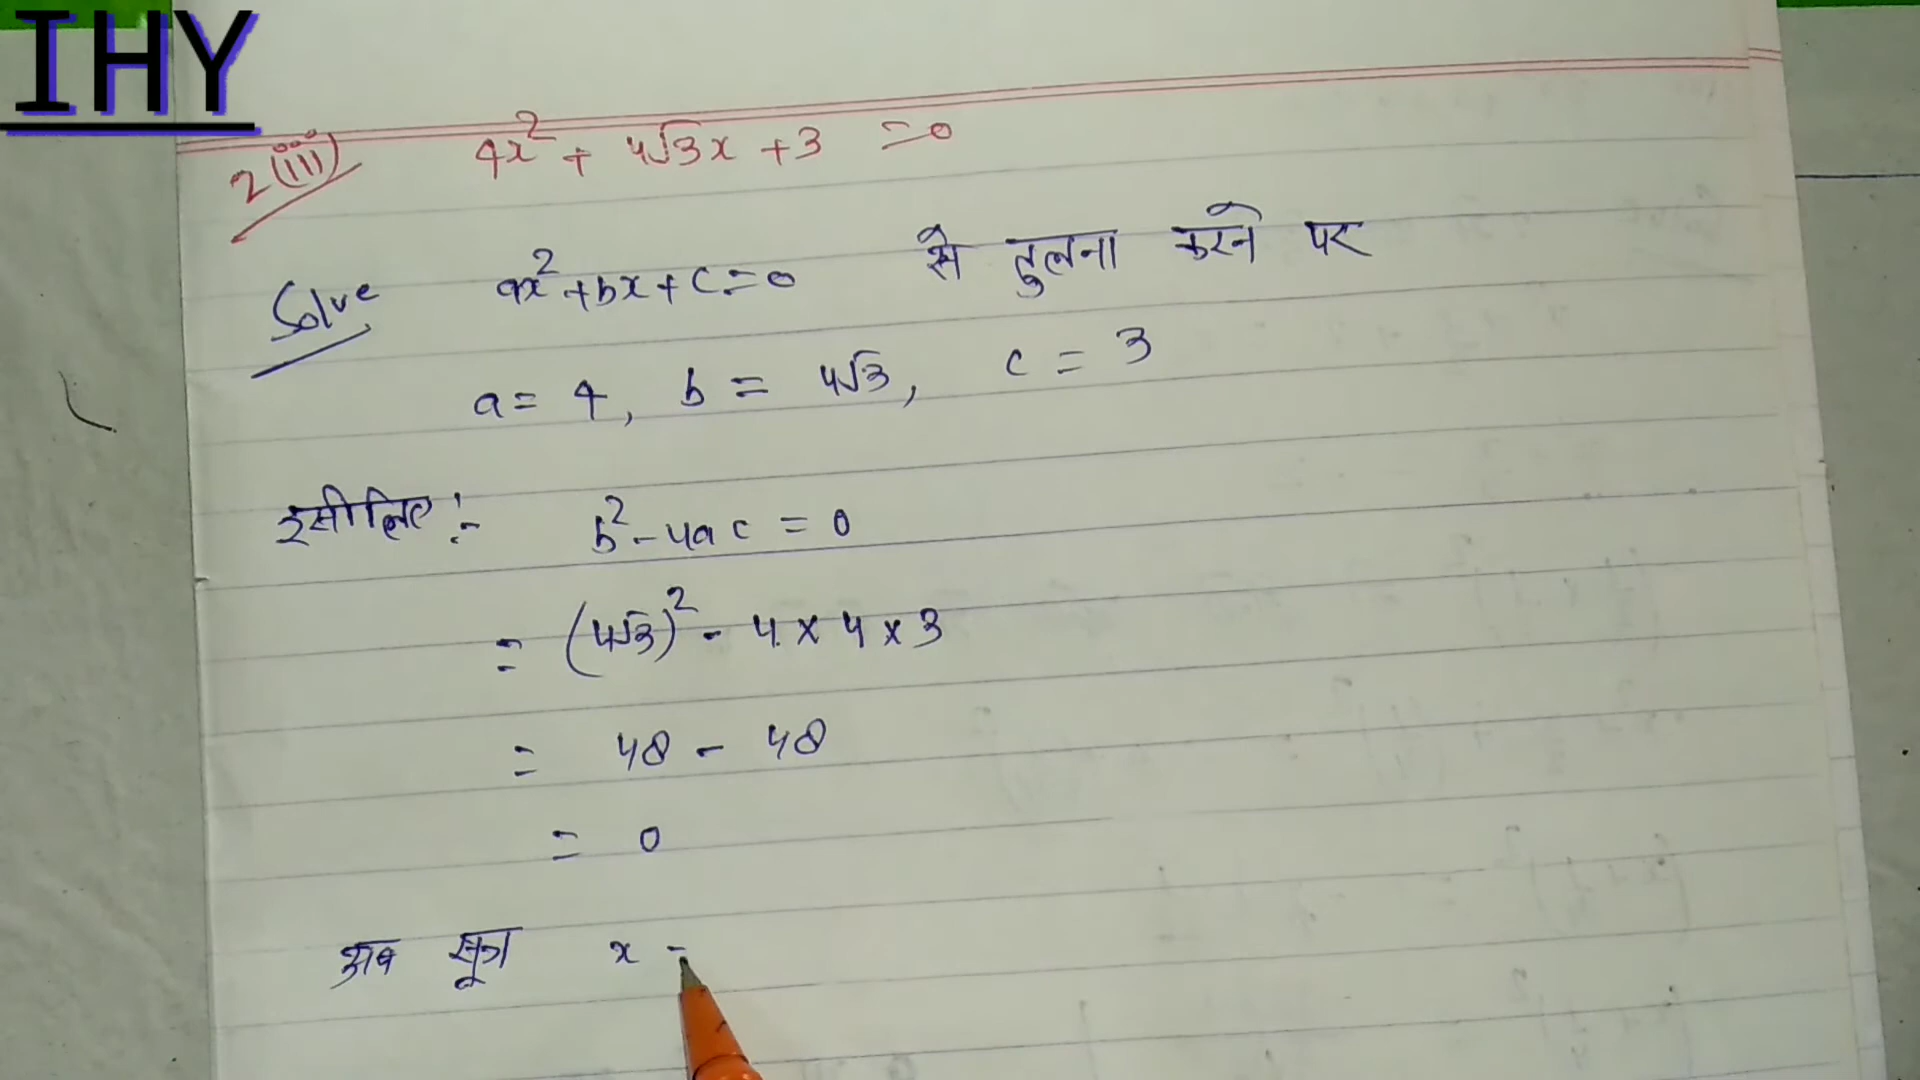 IHY
2(iii) 4x² + 4√3x + 3 = 0
Solve ax² + bx + c = 0 से तुलना करने पर
a = 4, b = 4√3, c = 3
इसीलिए :- b² - 4ac = 0
= (4√3)² - 4 × 4 × 3
= 48 - 48
= 0
अब सूत्र x -